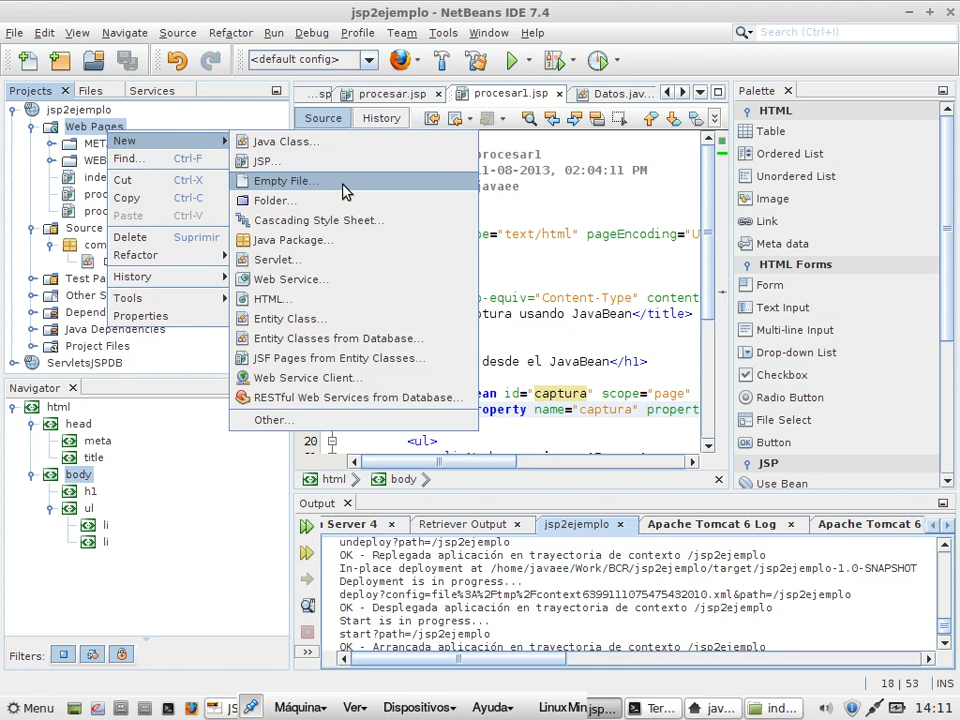 jsp2ejemplo - NetBeans IDE 7.4
File Edit View Navigate Source Refactor Run Debug Profile Team Tools Window Help
Search (Ctrl+I)
<default config>
Projects Files Services
jsp2ejemplo
Web Pages
META
WEB
inde
proc
proc
Source
com
Test Pa
Other S
Depend
Java Dependencies
Project Files
ServletsJSPDB
New
Find... Ctrl-F
Cut Ctrl-X
Copy Ctrl-C
Paste Ctrl-V
Delete Suprimir
Refactor
History
Tools
Properties
Java Class...
JSP...
Empty File...
Folder...
Cascading Style Sheet...
Java Package...
Servlet...
Web Service...
HTML...
Entity Class...
Entity Classes from Database...
JSF Pages from Entity Classes...
Web Service Client...
RESTful Web Services from Database...
Other...
...sp procesar.jsp procesar1.jsp Datos.jav...
Source History
procesar1
11-08-2013, 02:04:11 PM
javaee
pe="text/html" pageEncoding="U
p-equiv="Content-Type" content
ptura usando JavaBean</title>
desde el JavaBean</h1>
ean id="captura" scope="page"
property name="captura" propert
20 <ul>
html body
Palette
HTML
Table
Ordered List
Unordered List
Image
Link
Meta data
HTML Forms
Form
Text Input
Multi-line Input
Drop-down List
Checkbox
Radio Button
File Select
Button
JSP
Use Bean
Navigator
html
head
meta
title
body
h1
ul
li
li
Filters:
Output
Server 4 Retriever Output jsp2ejemplo Apache Tomcat 6 Log Apache Tomcat 6
undeploy?path=/jsp2ejemplo
OK - Replegada aplicación en trayectoria de contexto /jsp2ejemplo
In-place deployment at /home/javaee/Work/BCR/jsp2ejemplo/target/jsp2ejemplo-1.0-SNAPSHOT
Deployment is in progress...
deploy?config=file%3A%2Ftmp%2Fcontext6399111075475432010.xml&path=/jsp2ejemplo
OK - Desplegada aplicación en trayectoria de contexto /jsp2ejemplo
Start is in progress...
start?path=/jsp2ejemplo
OK - Arrancada aplicación en trayectoria de contexto /jsp2ejemplo
18 | 53 INS
Menu JS Máquina Ver Dispositivos Ayuda LinuxMin jsp... Ter... jav... ind... 14:11